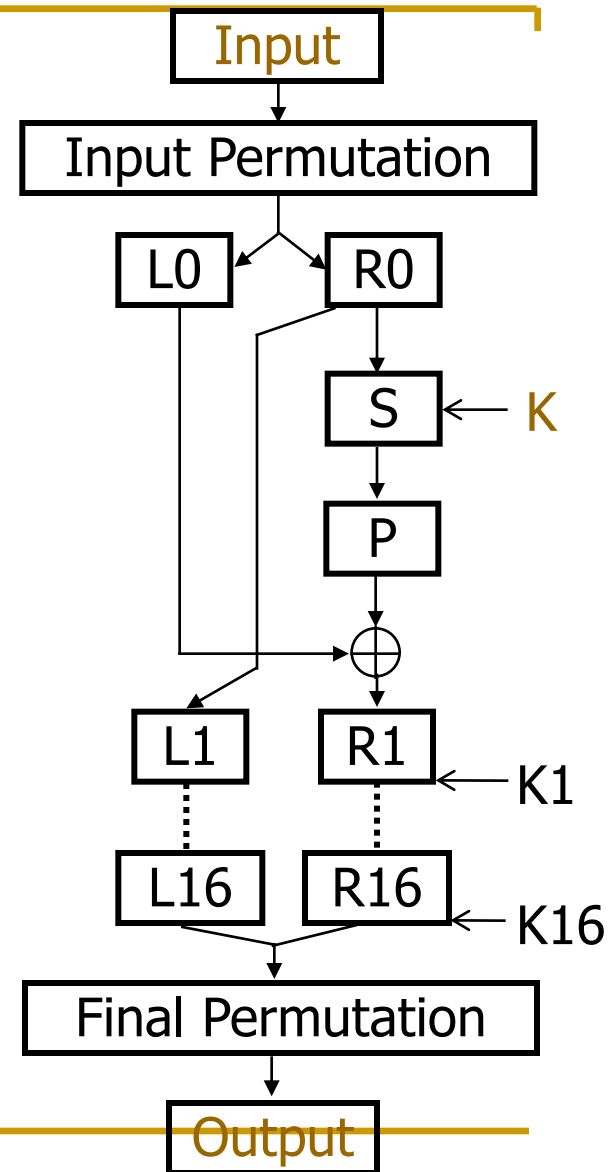 Input
Input Permutation
L0 R0
S K
P
L1 R1
K1
L16 R16
K16
Final Permutation
Output